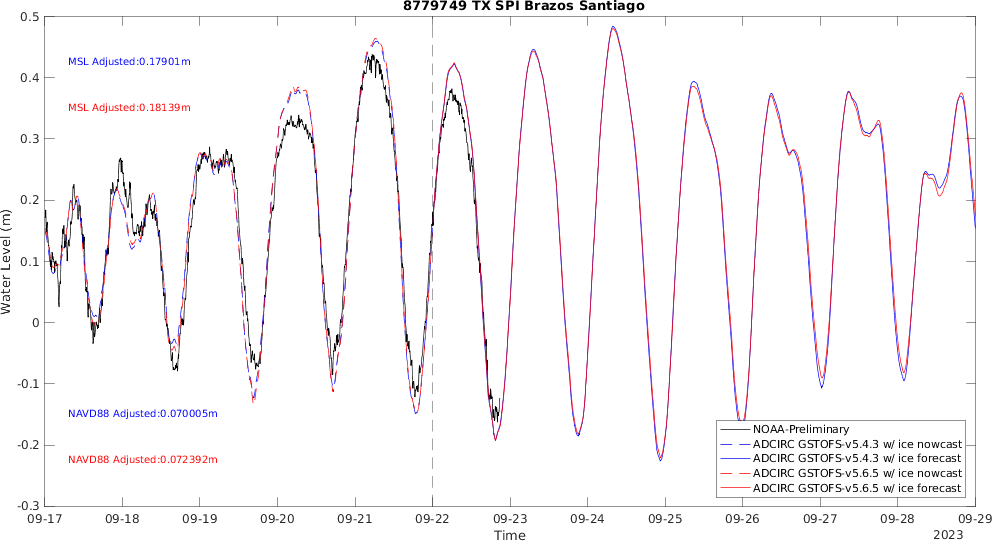 8779749 TX SPI Brazos Santiago
0.5
0.4
0.3
0.2
0.1
0
-0.1
-0.2
-0.3
Water Level (m)
MSL Adjusted:0.17901m
MSL Adjusted:0.18139m
NAVD88 Adjusted:0.070005m
NAVD88 Adjusted:0.072392m
NOAA-Preliminary
ADCIRC GSTOFS-v5.4.3 w/ ice nowcast
ADCIRC GSTOFS-v5.4.3 w/ ice forecast
ADCIRC GSTOFS-v5.6.5 w/ ice nowcast
ADCIRC GSTOFS-v5.6.5 w/ ice forecast
09-17 09-18 09-19 09-20 09-21 09-22 09-23 09-24 09-25 09-26 09-27 09-28 09-29
Time
2023